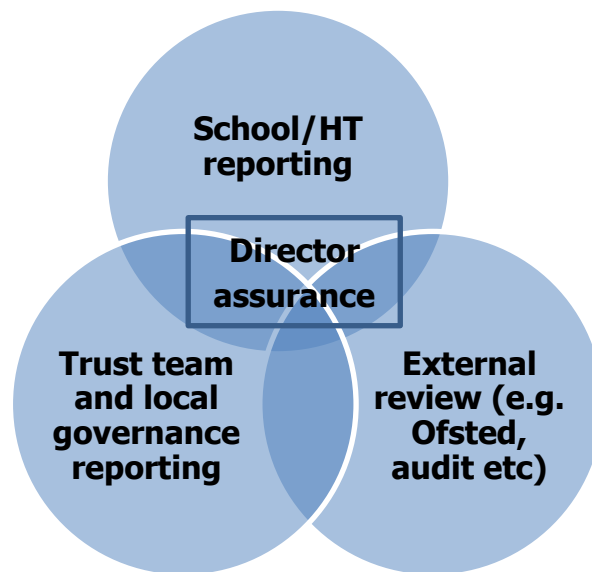 School/HT
reporting
Director
assurance
Trust team
and local
governance
reporting
External
review (e.g.
Ofsted,
audit etc)